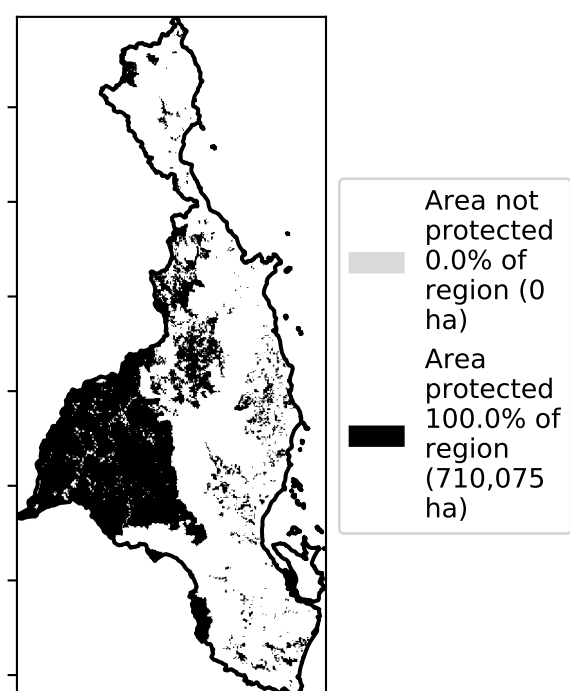 Area not
protected
0.0% of
region (0
ha)
Area
protected
100.0% of
region
(710,075
ha)